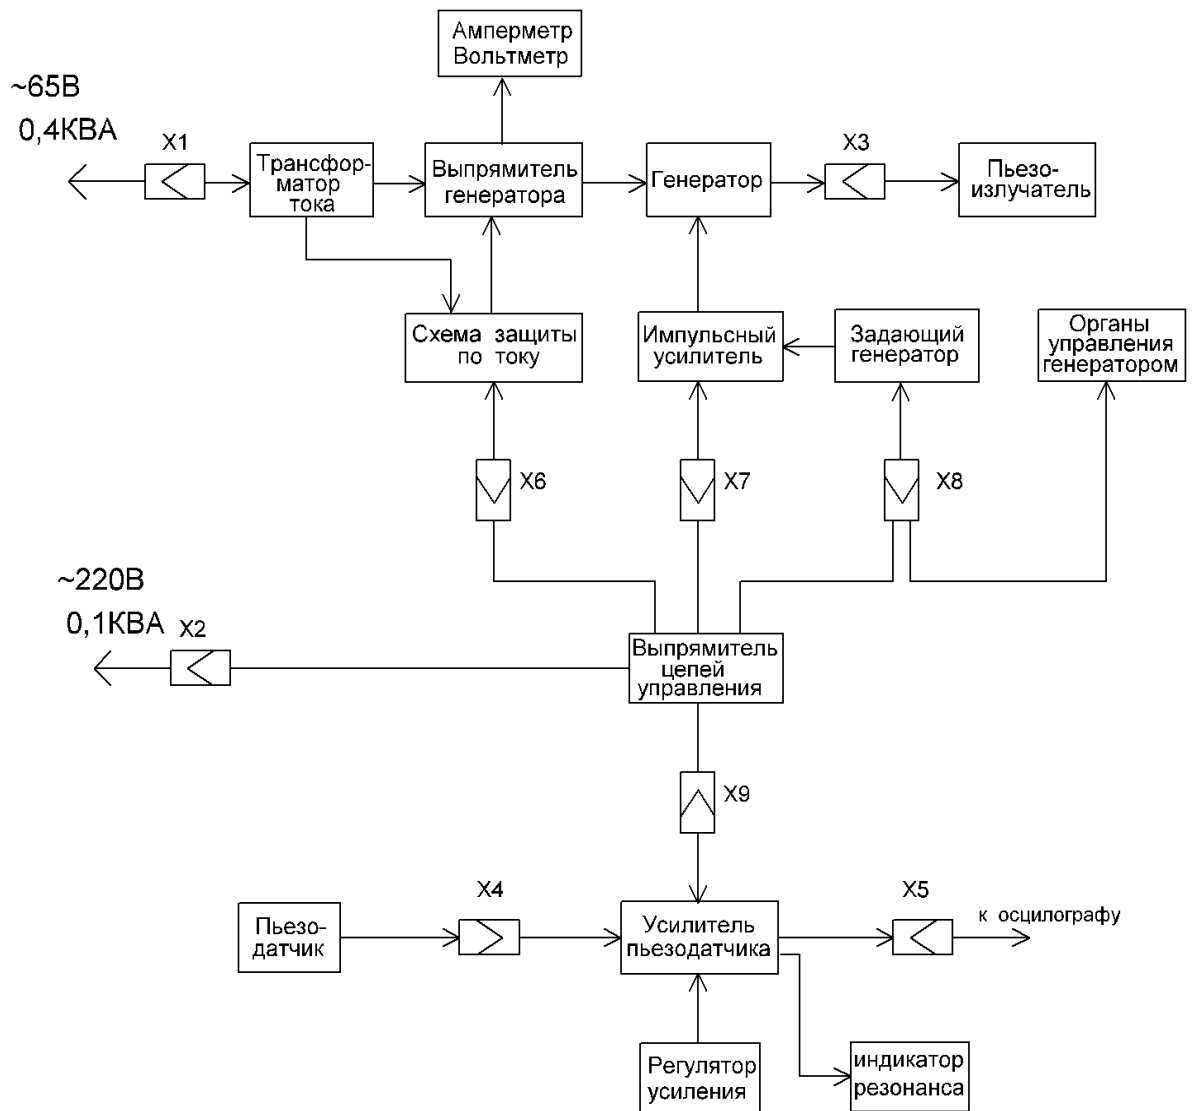 Амперметр
Вольтметр
~65В
0,4КВА
X1
Трансфор-
матор
тока
Выпрямитель
генератора
Генератор
X3
Пьезо-
излучатель
Схема защиты
по току
Импульсный
усилитель
Задающий
генератор
Органы
управления
генератором
X6
X7
X8
~220В
0,1КВА
X2
Выпрямитель
цепей
управления
X9
Пьезо-
датчик
X4
Усилитель
пьезодатчика
X5
к осцилографу
Регулятор
усиления
индикатор
резонанса